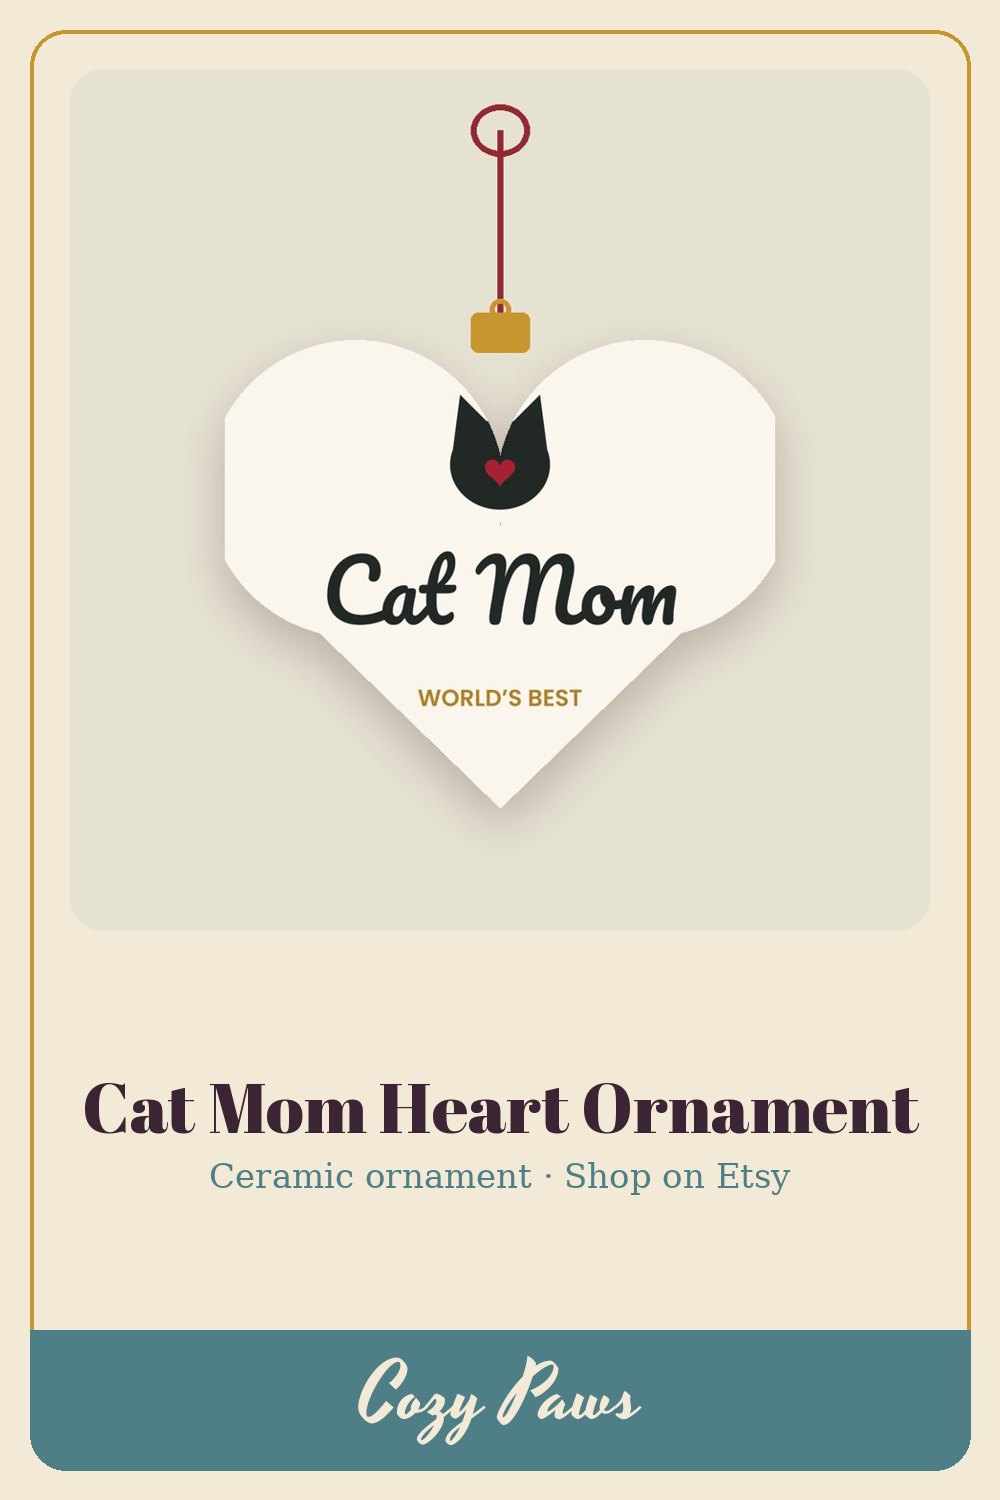 Cat Mom
WORLD’S BEST
Cat Mom Heart Ornament
Ceramic ornament · Shop on Etsy
Cozy Paws